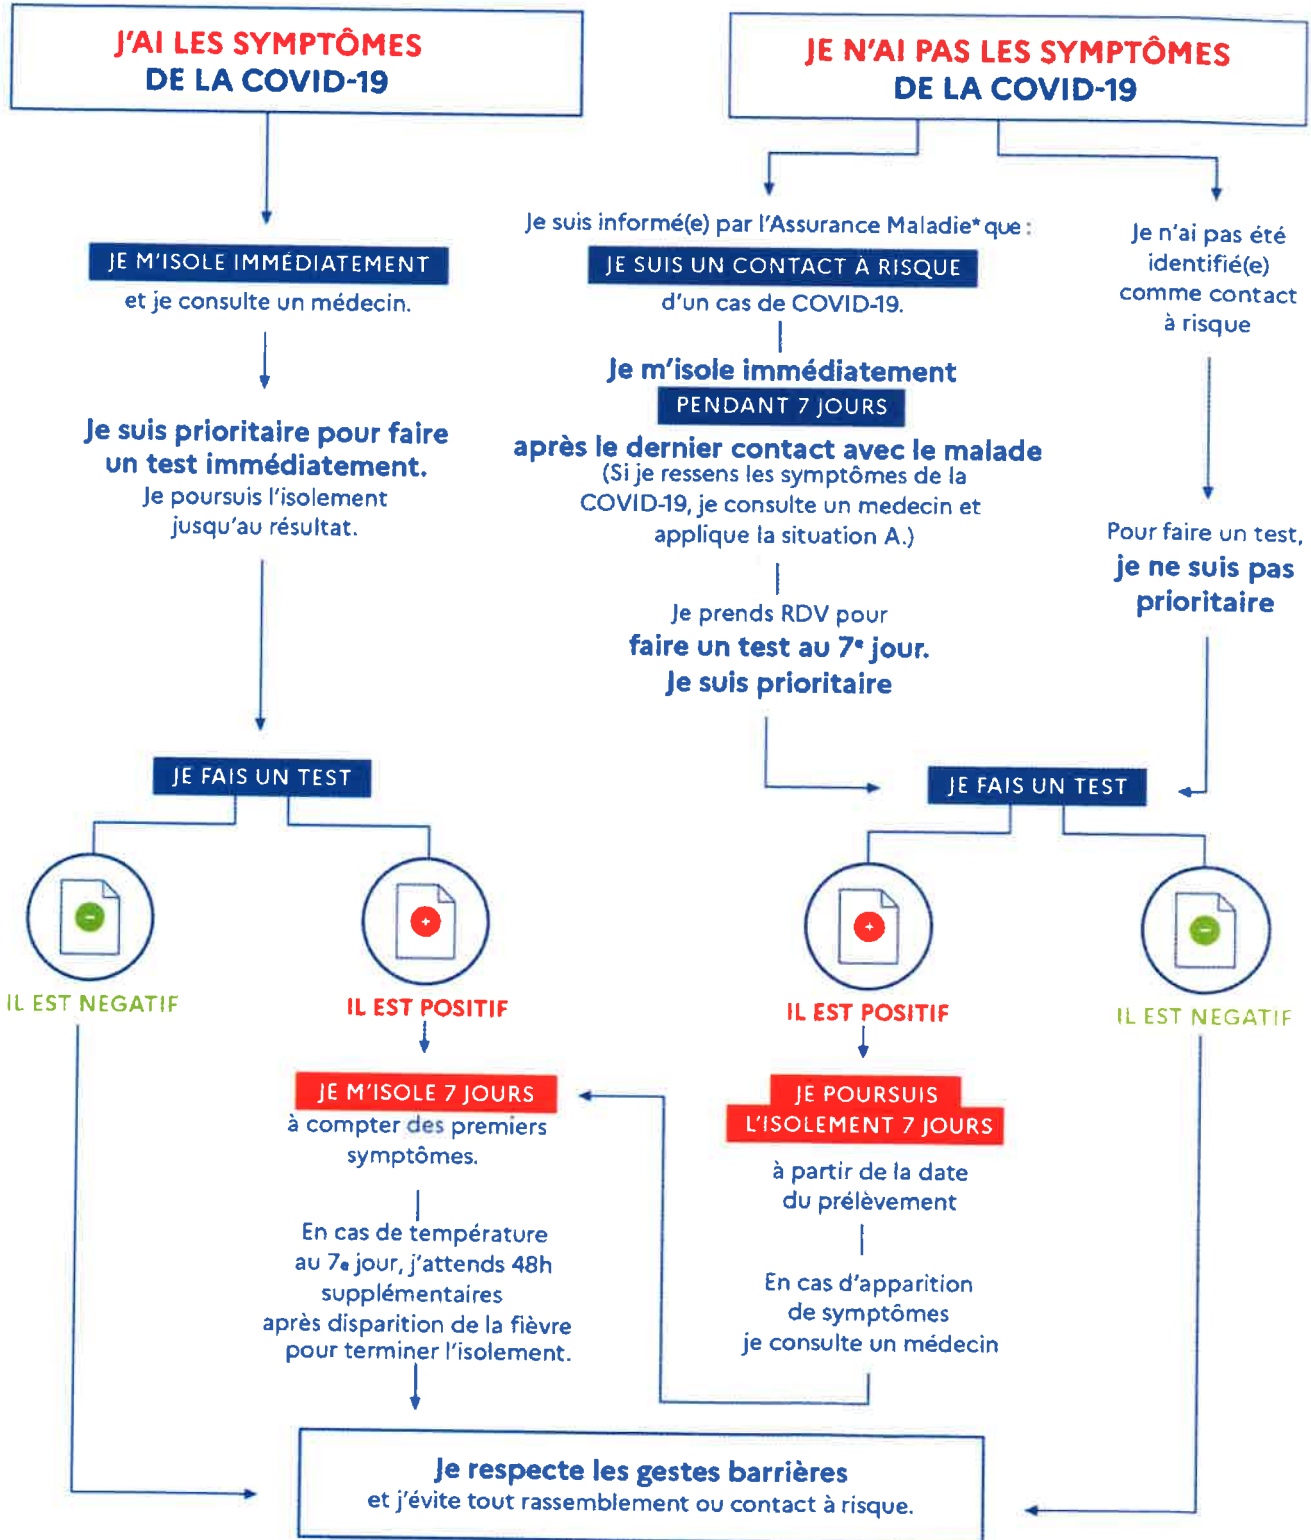 J'AI LES SYMPTÔMES
DE LA COVID-19
JE M'ISOLE IMMÉDIATEMENT
et je consulte un médecin.
Je suis prioritaire pour faire
un test immédiatement.
Je poursuis l'isolement
jusqu'au résultat.
JE FAIS UN TEST
-
+
IL EST NEGATIF
IL EST POSITIF
JE M'ISOLE 7 JOURS
à compter des premiers
symptômes.
En cas de température
au 7e jour, j'attends 48h
supplémentaires
après disparition de la fièvre
pour terminer l'isolement.
JE N'AI PAS LES SYMPTÔMES
DE LA COVID-19
Je suis informé(e) par l'Assurance Maladie* que :
JE SUIS UN CONTACT À RISQUE
d'un cas de COVID-19.
Je m'isole immédiatement
PENDANT 7 JOURS
après le dernier contact avec le malade
(Si je ressens les symptômes de la
COVID-19, je consulte un medecin et
applique la situation A.)
Je prends RDV pour
faire un test au 7e jour.
Je suis prioritaire
Je n'ai pas été
identifié(e)
comme contact
à risque
Pour faire un test,
je ne suis pas
prioritaire
JE FAIS UN TEST
+
-
IL EST POSITIF
IL EST NEGATIF
JE POURSUIS
L'ISOLEMENT 7 JOURS
à partir de la date
du prélèvement
En cas d'apparition
de symptômes
je consulte un médecin
Je respecte les gestes barrières
et j'évite tout rassemblement ou contact à risque.